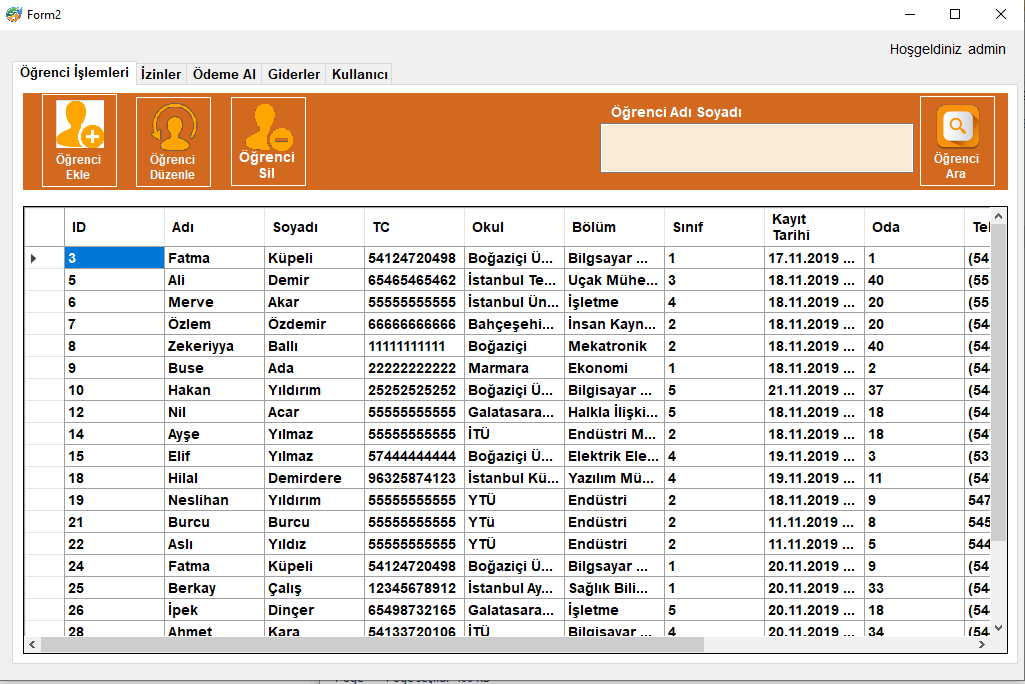 Form2
Hoşgeldiniz admin
Öğrenci İşlemleri İzinler Ödeme Al Giderler Kullanıcı
Öğrenci Ekle
Öğrenci Düzenle
Öğrenci Sil
Öğrenci Adı Soyadı
Öğrenci Ara
ID Adı Soyadı TC Okul Bölüm Sınıf Kayıt Tarihi Oda Tel
3 Fatma Küpeli 54124720498 Boğaziçi Ü... Bilgsayar ... 1 17.11.2019 ... 1 (54
5 Ali Demir 65465465462 İstanbul Te... Uçak Mühe... 3 18.11.2019 ... 40 (55
6 Merve Akar 55555555555 İstanbul Ün... İşletme 4 18.11.2019 ... 20 (55
7 Özlem Özdemir 66666666666 Bahçeşehi... İnsan Kayn... 2 18.11.2019 ... 20 (54
8 Zekeriyya Ballı 11111111111 Boğaziçi Mekatronik 2 18.11.2019 ... 40 (54
9 Buse Ada 22222222222 Marmara Ekonomi 1 18.11.2019 ... 2 (54
10 Hakan Yıldırım 25252525252 Boğaziçi Ü... Bilgisayar ... 5 21.11.2019 ... 37 (54
12 Nil Acar 55555555555 Galatasara... Halkla İlişki... 5 18.11.2019 ... 18 (54
14 Ayşe Yılmaz 55555555555 İTÜ Endüstri M... 2 18.11.2019 ... 18 (54
15 Elif Yılmaz 57444444444 Boğaziçi Ü... Elektrik Ele... 4 19.11.2019 ... 3 (53
18 Hilal Demirdere 96325874123 İstanbul Kü... Yazılım Mü... 4 19.11.2019 ... 11 (54
19 Neslihan Yıldırım 55555555555 YTÜ Endüstri 2 18.11.2019 ... 9 547
21 Burcu Burcu 55555555555 YTü Endüstri 2 11.11.2019 ... 8 545
22 Aslı Yıldız 55555555555 YTÜ Endüstri 2 11.11.2019 ... 5 544
24 Fatma Küpeli 54124720498 Boğaziçi Ü... Bilgsayar ... 1 20.11.2019 ... 9 (54
25 Berkay Çalış 12345678912 İstanbul Ay... Sağlık Bili... 1 20.11.2019 ... 33 (54
26 İpek Dinçer 65498732165 Galatasara... İşletme 5 20.11.2019 ... 18 (54
28 Ahmet Kara 54133720106 İTÜ Bilgisayar ... 4 20.11.2019 ... 34 (54